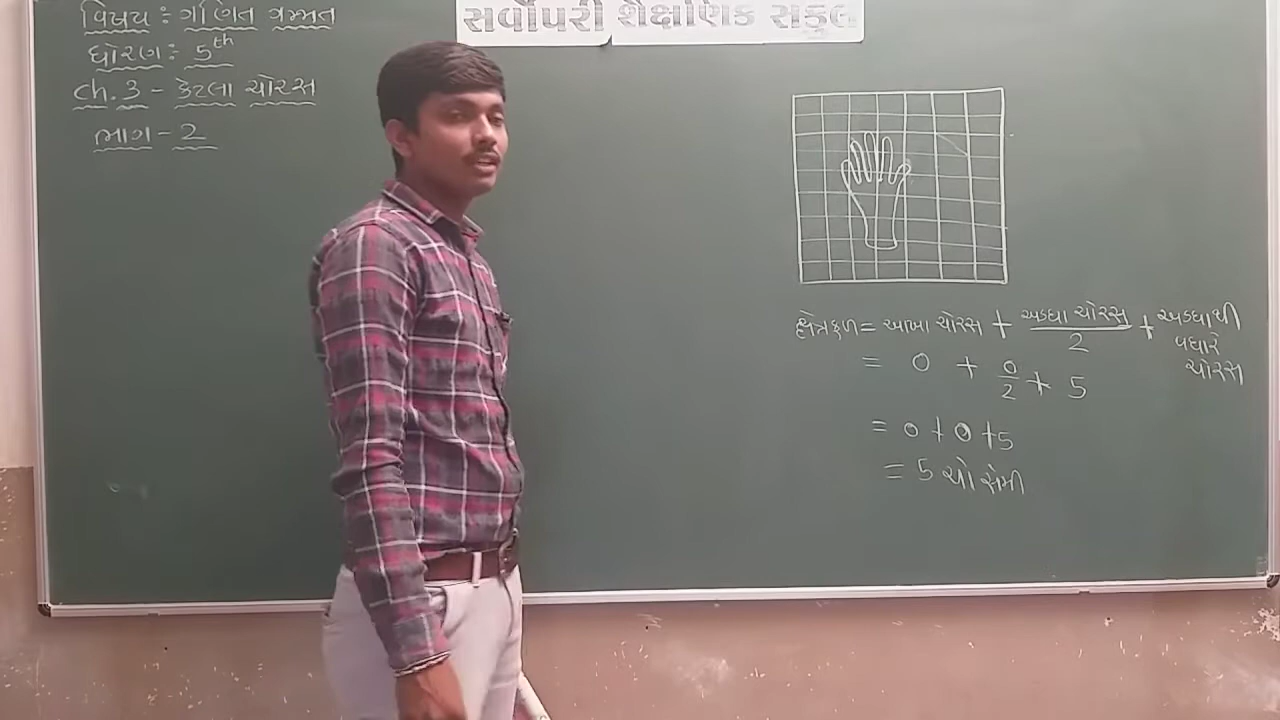 વિષય : ગણિત ગમ્મત
ધોરણ : 5th
ch. 3 - કેટલા ચોરસ
ભાગ - 2
સર્વોપરી શૈક્ષણિક સંકુલ
ક્ષેત્રફળ = આખા ચોરસ + અડધા ચોરસ / 2 + અડધાથી વધારે ચોરસ
= 0 + 0/2 + 5
= 0 + 0 + 5
= 5 ચો સેમી